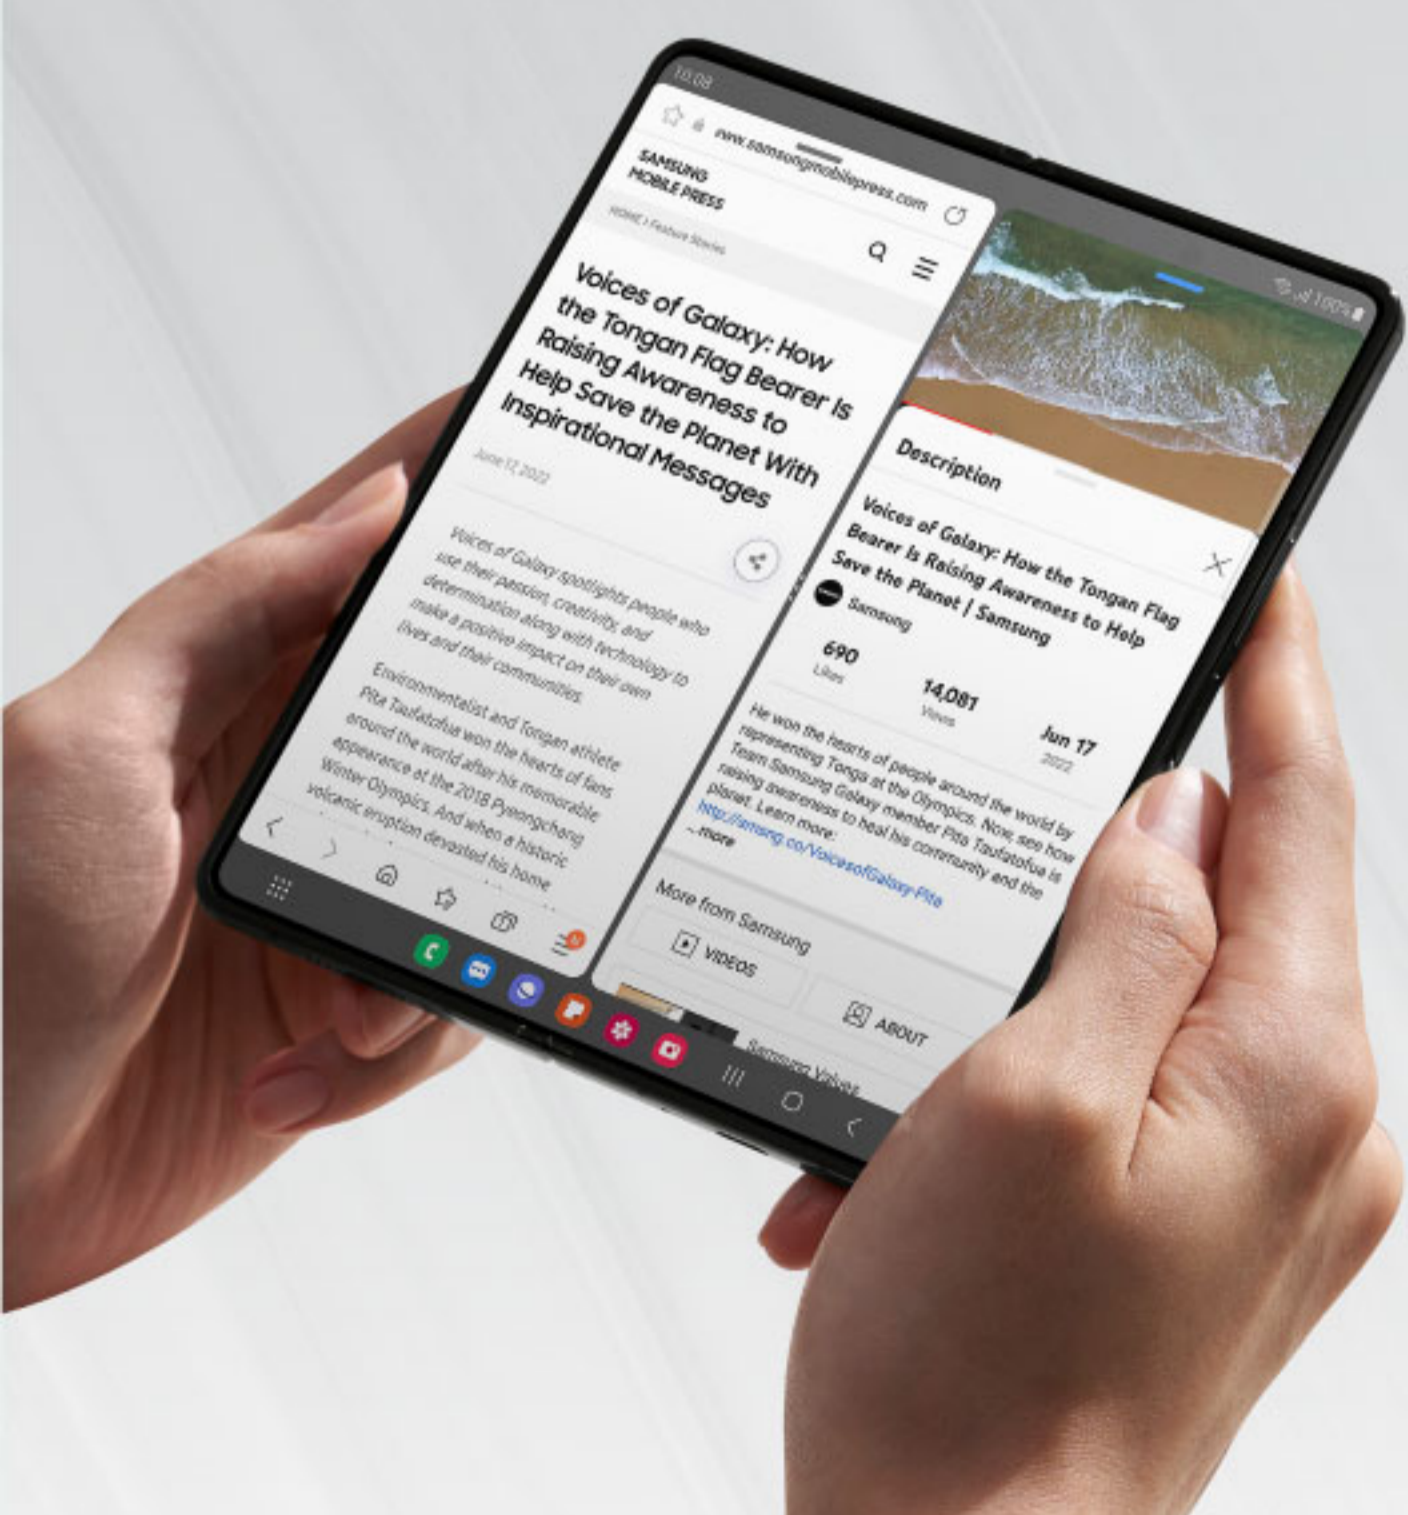 10:08
www.samsungmobilepress.com
SAMSUNG
MOBILE PRESS
HOME > Feature Stories
Voices of Galaxy: How
the Tongan Flag Bearer Is
Raising Awareness to
Help Save the Planet With
Inspirational Messages
June 17, 2022
Voices of Galaxy spotlights people who
use their passion, creativity, and
determination along with technology to
make a positive impact on their own
lives and their communities.
Environmentalist and Tongan athlete
Pita Taufatofua won the hearts of fans
around the world after his memorable
appearance at the 2018 Pyeongchang
Winter Olympics. And when a historic
volcanic eruption devasted his home
100%
Description
Voices of Galaxy: How the Tongan Flag
Bearer Is Raising Awareness to Help
Save the Planet | Samsung
Samsung
690
Likes
14,081
Views
Jun 17
2022
He won the hearts of people around the world by
representing Tonga at the Olympics. Now, see how
Team Samsung Galaxy member Pita Taufatofua is
raising awareness to heal his community and the
planet. Learn more:
http://smsng.co/VoicesofGalaxy-Pita
...more
More from Samsung
VIDEOS
ABOUT
Samsung Values